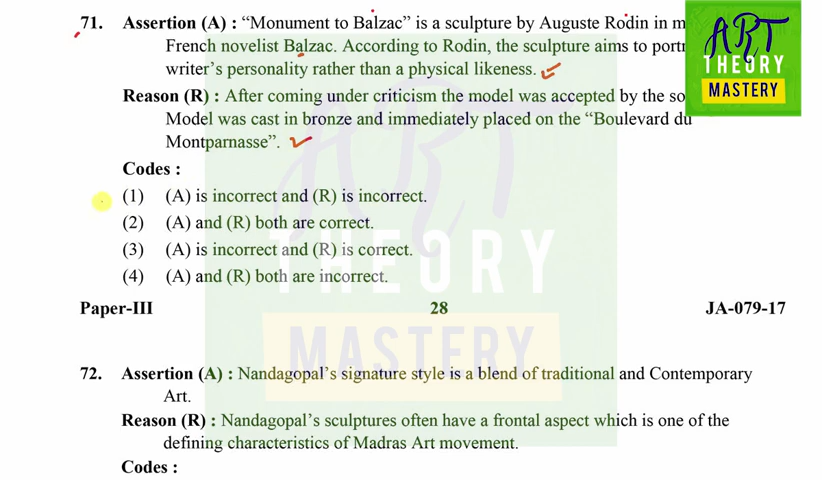 71. Assertion (A) : “Monument to Balzac” is a sculpture by Auguste Rodin in
French novelist Balzac. According to Rodin, the sculpture aims to
writer’s personality rather than a physical likeness.
Reason (R) : After coming under criticism the model was accepted by the
Model was cast in bronze and immediately placed on the “Boulevard du
Montparnasse”.
Codes :
(1) (A) is incorrect and (R) is incorrect.
(2) (A) and (R) both are correct.
(3) (A) is incorrect and (R) is correct.
(4) (A) and (R) both are incorrect.
Paper-III 28 JA-079-17
72. Assertion (A) : Nandagopal’s signature style is a blend of traditional and Contemporary
Art.
Reason (R) : Nandagopal’s sculptures often have a frontal aspect which is one of the
defining characteristics of Madras Art movement.
Codes :
ART
THEORY
MASTERY
ART
THEORY
MASTERY